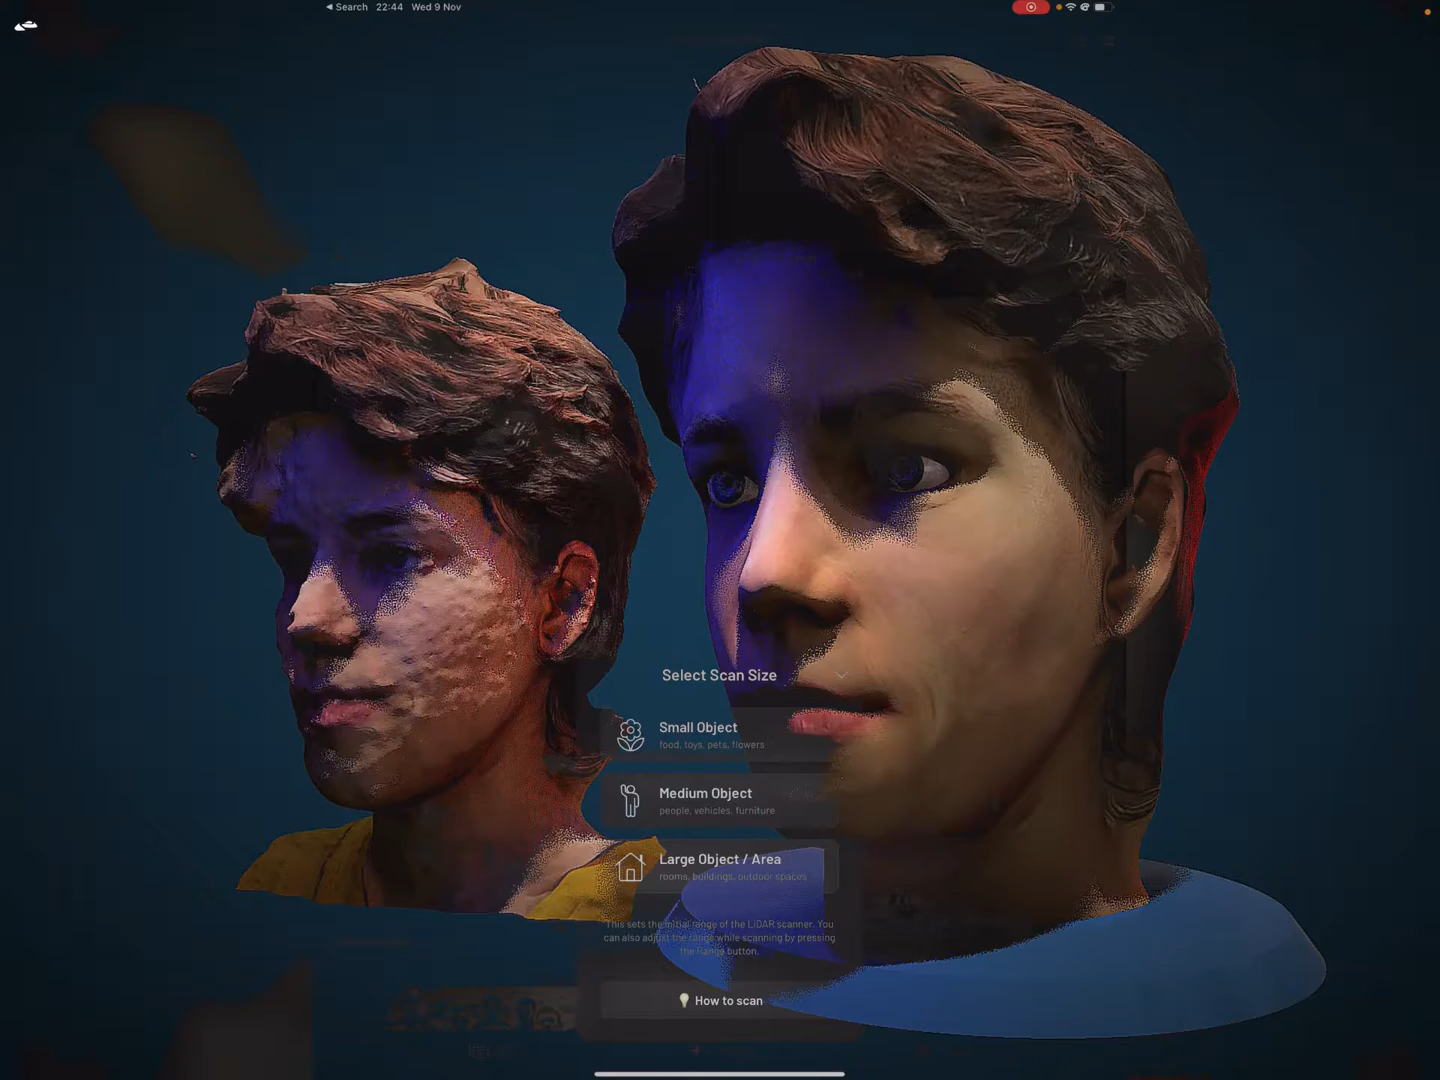 Search 22:44 Wed 9 Nov
Select Scan Size
Small Object
food, toys, pets, flowers
Medium Object
people, vehicles, furniture
Large Object / Area
rooms, buildings, outdoor spaces
This sets the initial range of the LiDAR scanner. You
can also adjust the range while scanning by pressing
the Range button.
How to scan